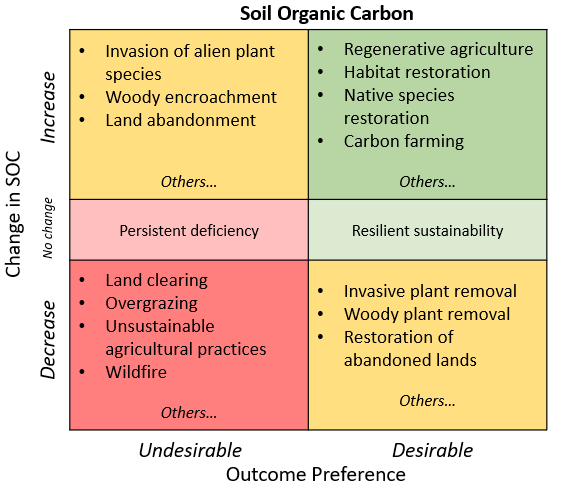 Soil Organic Carbon
Change in SOC
Increase
• Invasion of alien plant
species
• Woody encroachment
• Land abandonment
Others...
• Regenerative agriculture
• Habitat restoration
• Native species
restoration
• Carbon farming
Others...
No change
Persistent deficiency
Resilient sustainability
Decrease
• Land clearing
• Overgrazing
• Unsustainable
agricultural practices
• Wildfire
Others...
• Invasive plant removal
• Woody plant removal
• Restoration of
abandoned lands
Others...
Undesirable
Desirable
Outcome Preference